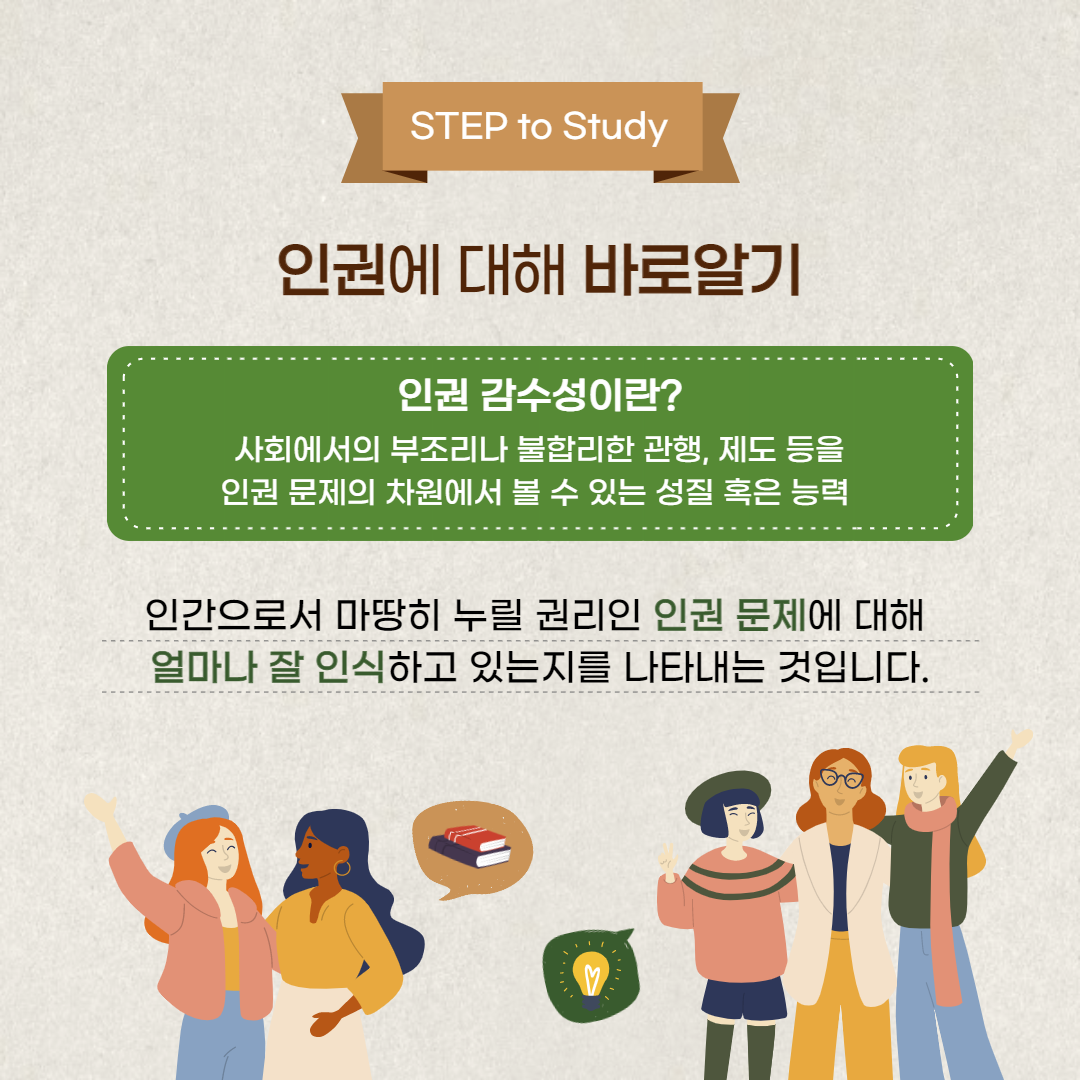 STEP to Study
인권에 대해 바로알기
인권 감수성이란?
사회에서의 부조리나 불합리한 관행, 제도 등을
인권 문제의 차원에서 볼 수 있는 성질 혹은 능력
인간으로서 마땅히 누릴 권리인 인권 문제에 대해
얼마나 잘 인식하고 있는지를 나타내는 것입니다.